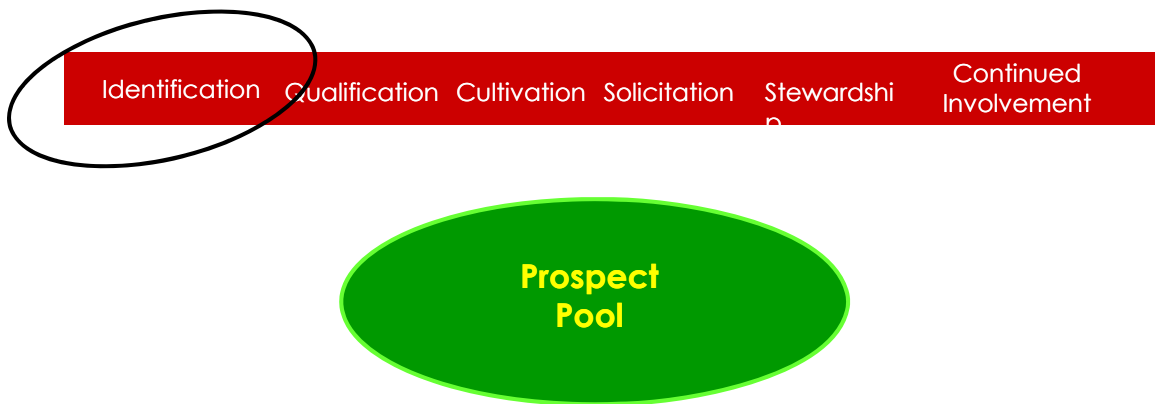 Identification
Qualification
Cultivation
Solicitation
Stewardshi
p
Continued
Involvement
Prospect
Pool